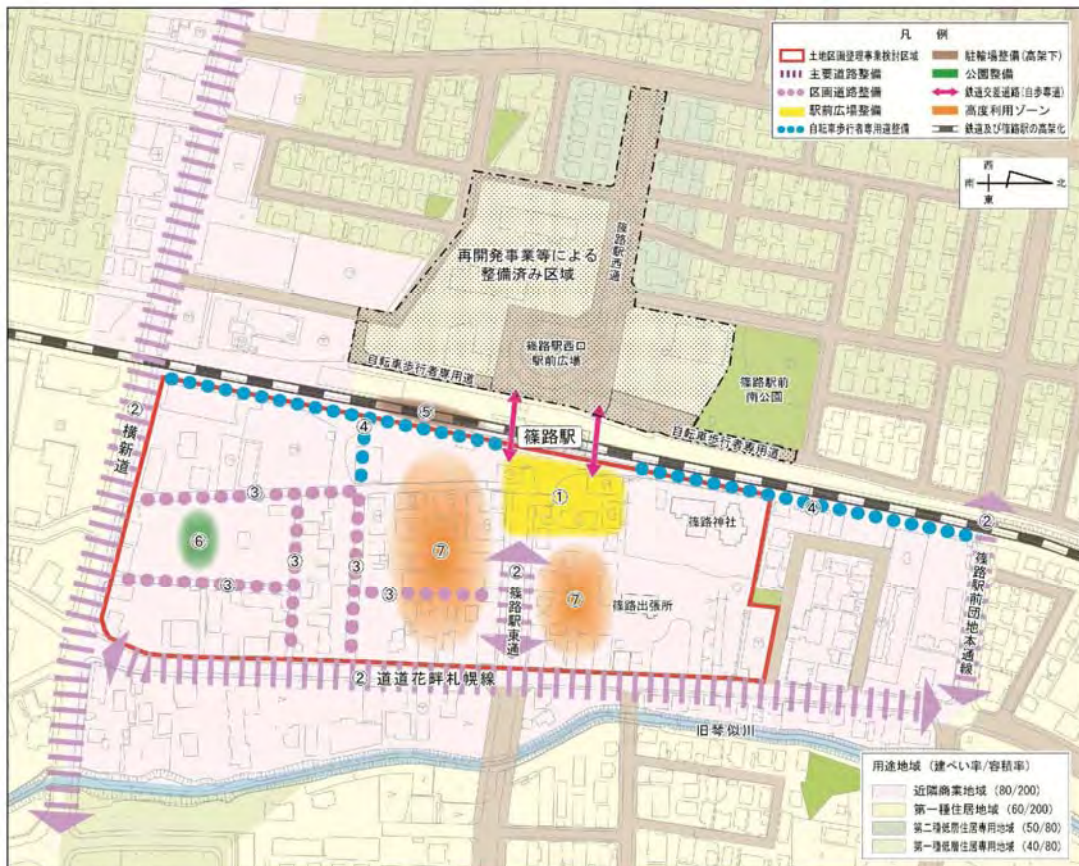 凡 例
土地区画整理事業検討区域
主要道路整備
区画道路整備
駅前広場整備
自転車歩行者専用道整備
駐輪場整備(高架下)
公園整備
鉄道交差道路(自歩専道)
高度利用ゾーン
鉄道及び篠路駅の高架化
西
南 北
東
篠路駅西通
再開発事業等による
整備済み区域
篠路駅西口
駅前広場
自転車歩行者専用道
篠路駅前
南公園
自転車歩行者専用道
② 横新道
⑤
④
篠路駅
①
③
⑥
③
③
③
③
⑦
② 篠路駅東通
⑦
篠路神社
篠路出張所
④
② 篠路駅前団地本通線
② 道道花畔札幌線
旧琴似川
用途地域 (建ぺい率/容積率)
近隣商業地域 (80/200)
第一種住居地域 (60/200)
第二種低層住居専用地域 (50/80)
第一種低層住居専用地域 (40/80)